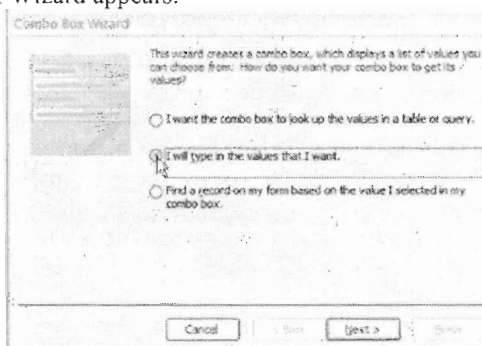 Wizard appears.
Combo Box Wizard
This wizard creates a combo box, which displays a list of values you
can choose from. How do you want your combo box to get its
values?
I want the combo box to look up the values in a table or query.
I will type in the values that I want.
Find a record on my form based on the value I selected in my
combo box.
Cancel < Back Next > Finish